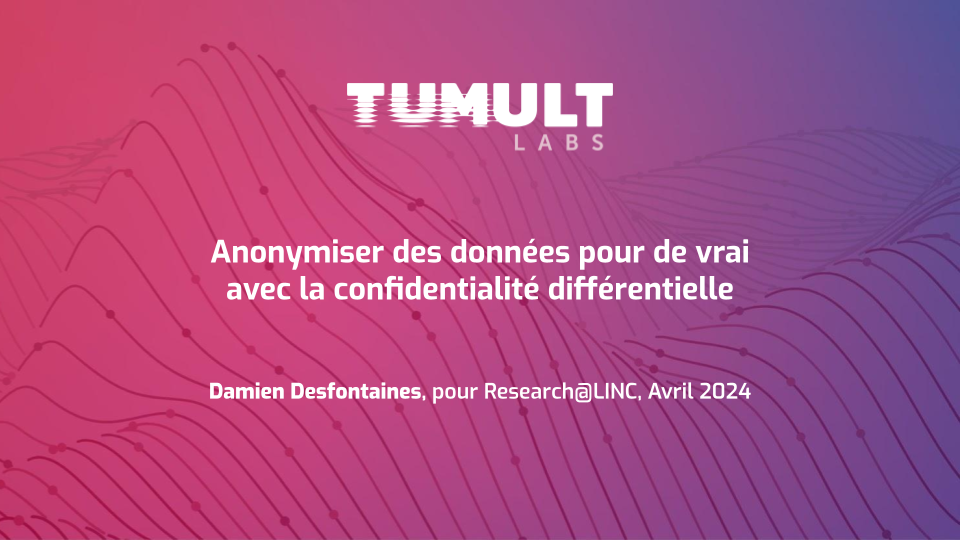 TUMULT
LABS
Anonymiser des données pour de vrai
avec la confidentialité différentielle
Damien Desfontaines, pour Research@LINC, Avril 2024